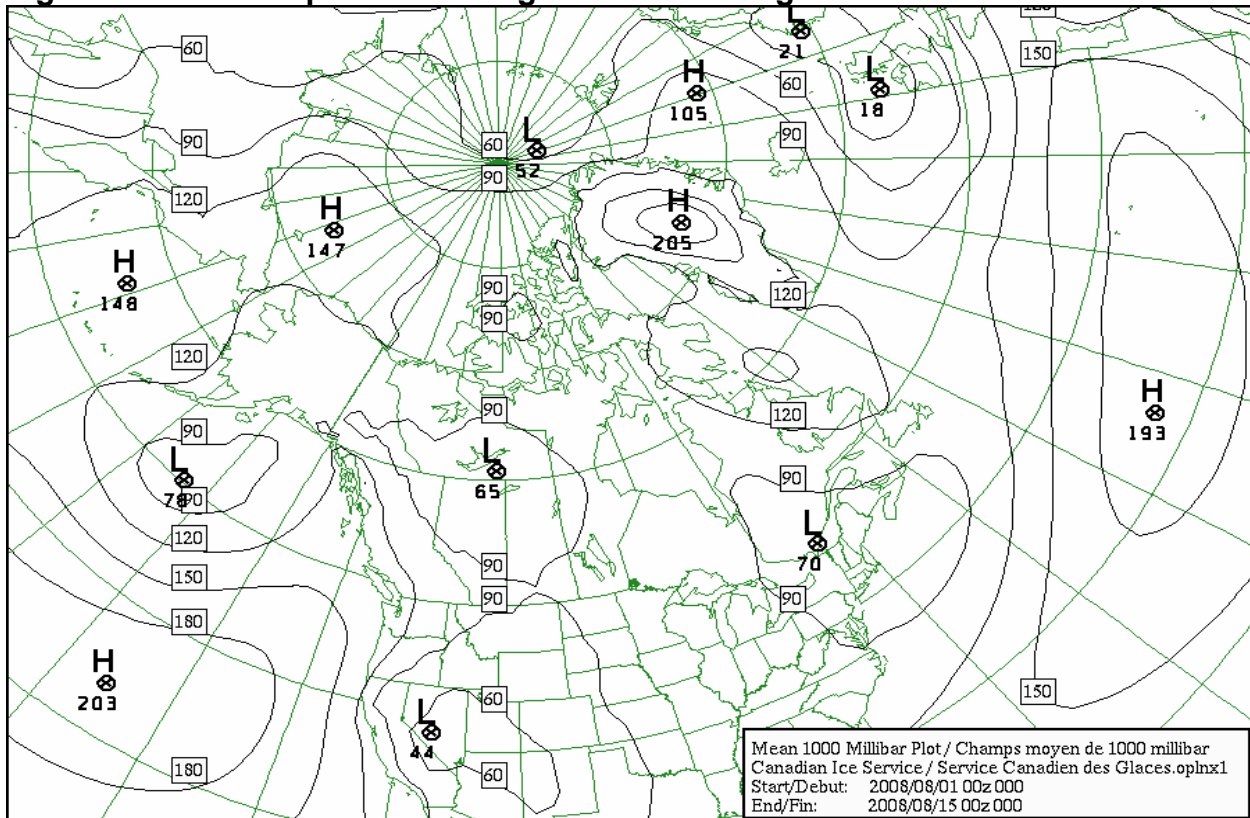 60
L
21
150
H
105
60
L
18
90
60
L
52
90
90
120
H
147
H
205
H
148
90
120
90
120
90
120
H
193
90
L
78
90
L
65
90
120
L
70
150
90
90
90
180
H
203
60
150
L
44
180
60
Mean 1000 Millibar Plot / Champs moyen de 1000 millibar
Canadian Ice Service / Service Canadien des Glaces.oplnx1
Start/Debut: 2008/08/01 00z 000
End/Fin: 2008/08/15 00z 000